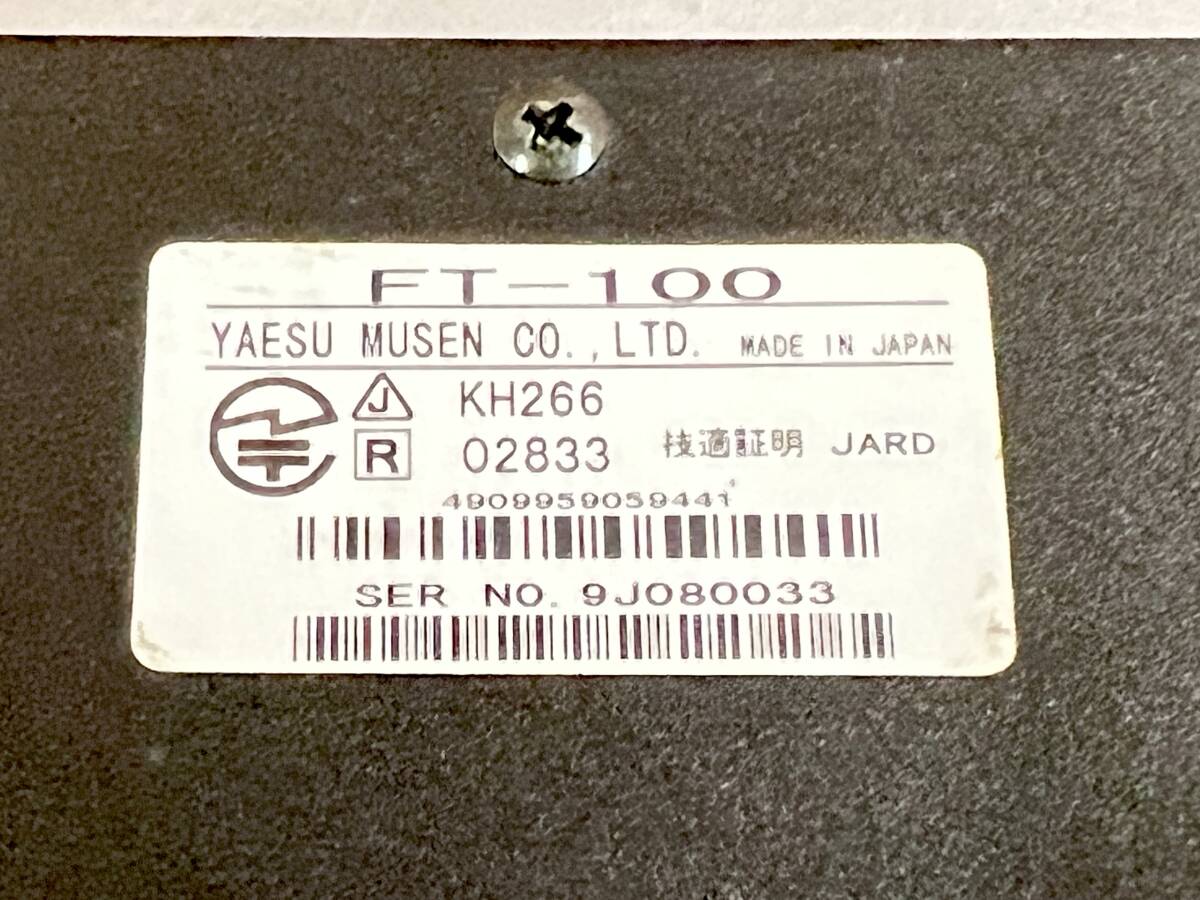 FT-100
YAESU MUSEN CO.,LTD. MADE IN JAPAN
J KH266
R 02833 技適証明 JARD
4909959059441
SER NO. 9J080033